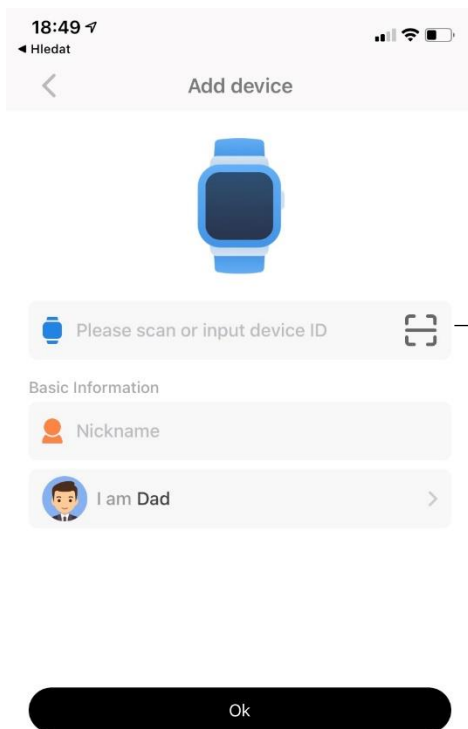 18:49
Hledat
Add device
Please scan or input device ID
Basic Information
Nickname
I am Dad
Ok